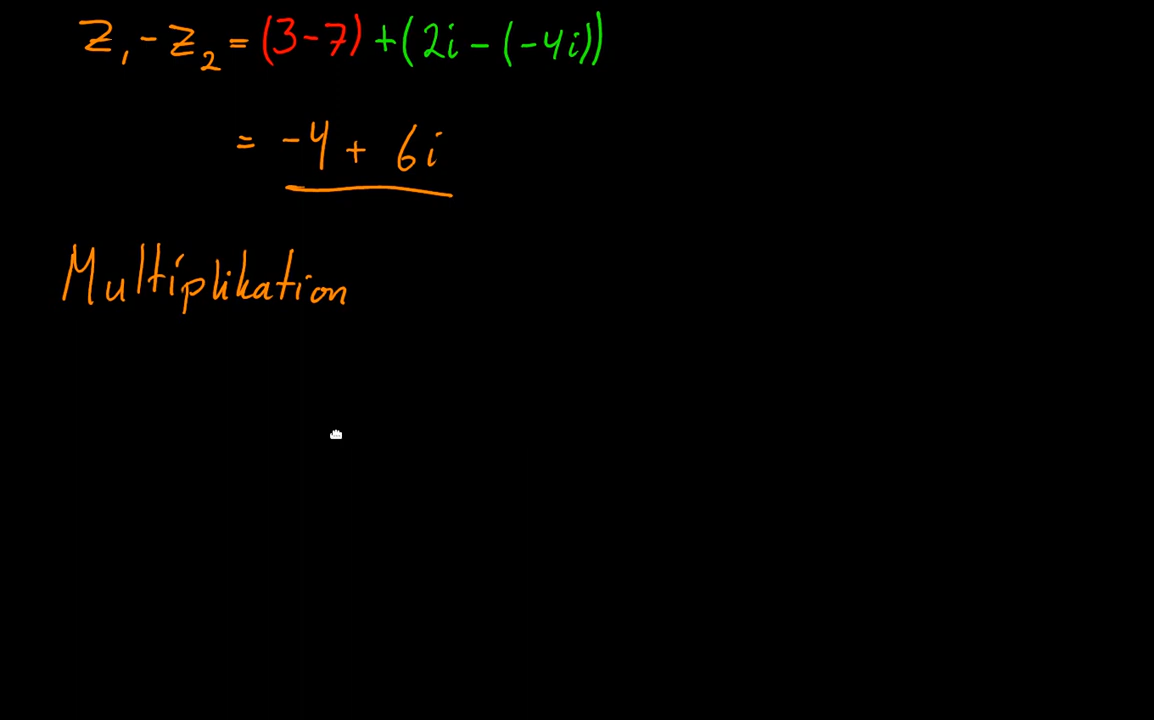 z₁ - z₂ = (3-7) + (2i - (-4i))
= -4 + 6i
Multiplikation